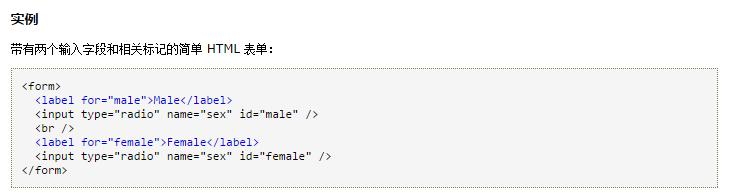 实例
带有两个输入字段和相关标记的简单 HTML 表单：
<form>
  <label for="male">Male</label>
  <input type="radio" name="sex" id="male" />
  <br />
  <label for="female">Female</label>
  <input type="radio" name="sex" id="female" />
</form>